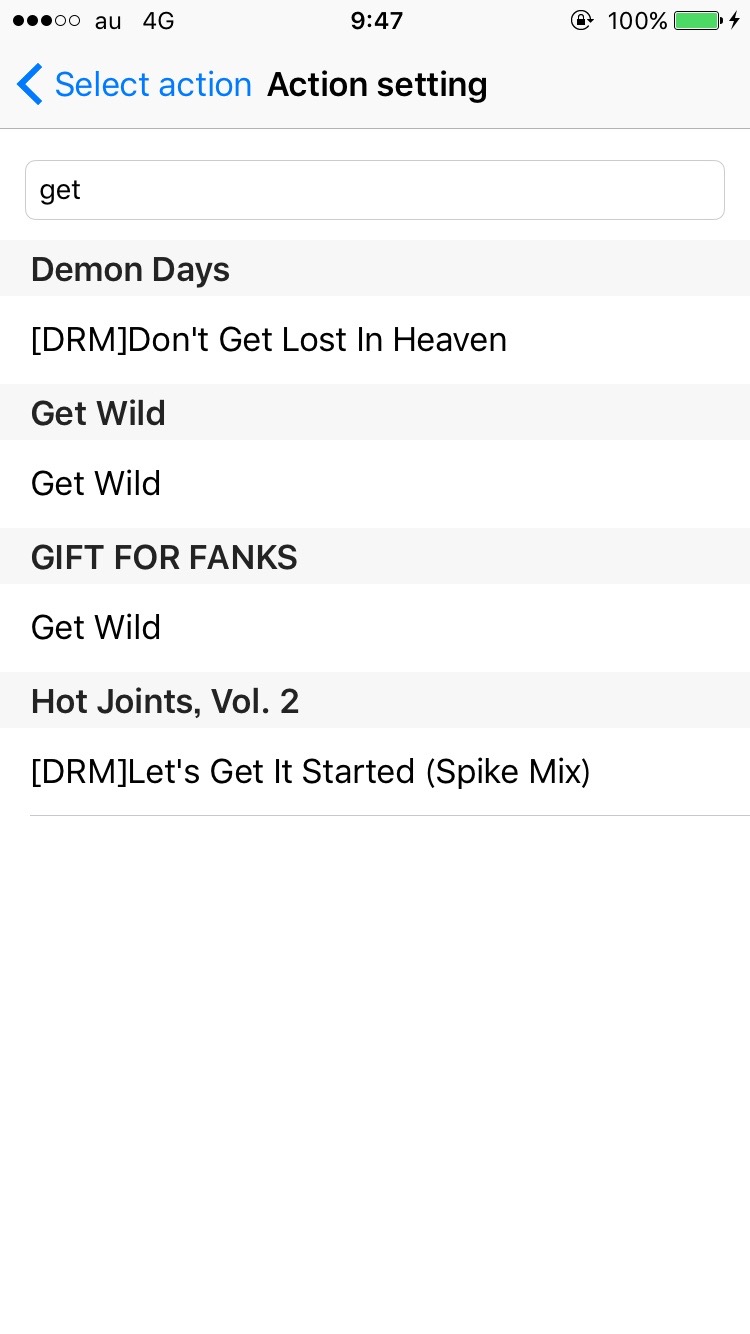 au 4G 9:47 100%
Select action Action setting
get
Demon Days
[DRM]Don't Get Lost In Heaven
Get Wild
Get Wild
GIFT FOR FANKS
Get Wild
Hot Joints, Vol. 2
[DRM]Let's Get It Started (Spike Mix)